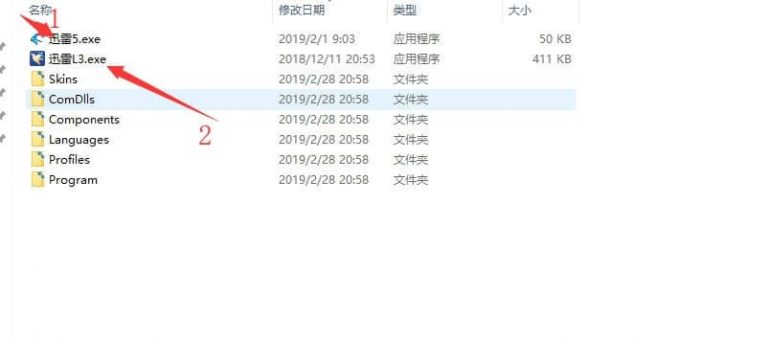 名称 修改日期 类型 大小
1
迅雷5.exe 2019/2/1 9:03 应用程序 50 KB
迅雷L3.exe 2018/12/11 20:53 应用程序 411 KB
Skins 2019/2/28 20:58 文件夹
ComDlls 2019/2/28 20:58 文件夹
Components 2019/2/28 20:58 文件夹
2
Languages 2019/2/28 20:58 文件夹
Profiles 2019/2/28 20:58 文件夹
Program 2019/2/28 20:58 文件夹